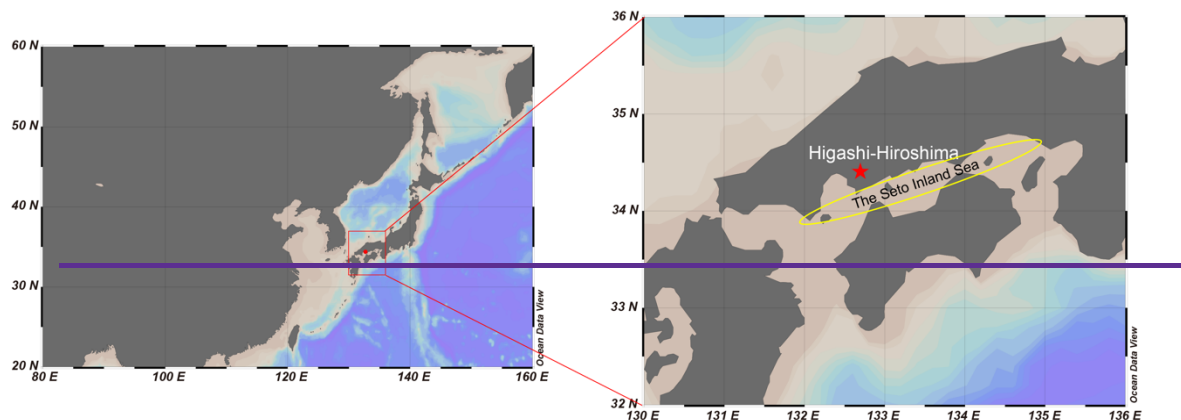 60 N
50 N
40 N
30 N
20 N
80 E
100 E
120 E
140 E
160 E
Ocean Data View
36 N
35 N
34 N
33 N
32 N
130 E
131 E
132 E
133 E
134 E
135 E
136 E
Higashi-Hiroshima
The Seto Inland Sea
Ocean Data View